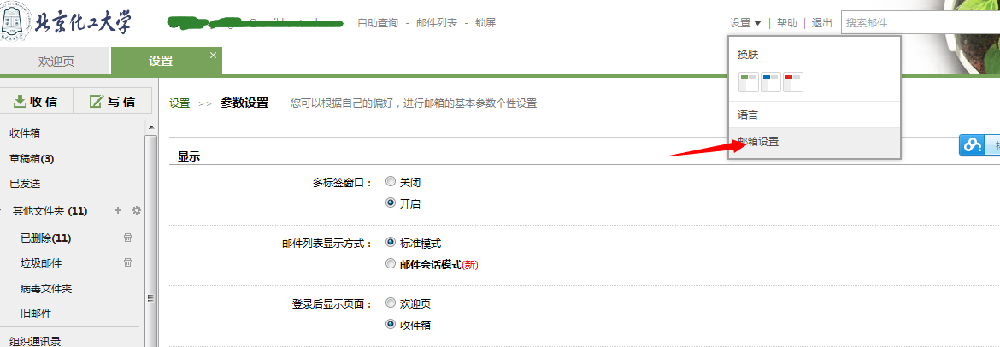 北京化工大学 自助查询 - 邮件列表 - 锁屏 设置 | 帮助 | 退出 搜索邮件
欢迎页 设置 ×
换肤
语言
邮箱设置
收信 写信
设置 >> 参数设置 您可以根据自己的偏好，进行邮箱的基本参数个性设置
收件箱
草稿箱(3)
已发送
其他文件夹 (11) +
已删除(11)
垃圾邮件
病毒文件夹
旧邮件
组织通讯录
显示
多标签窗口： 关闭
开启
邮件列表显示方式： 标准模式
邮件会话模式(新)
登录后显示页面： 欢迎页
收件箱